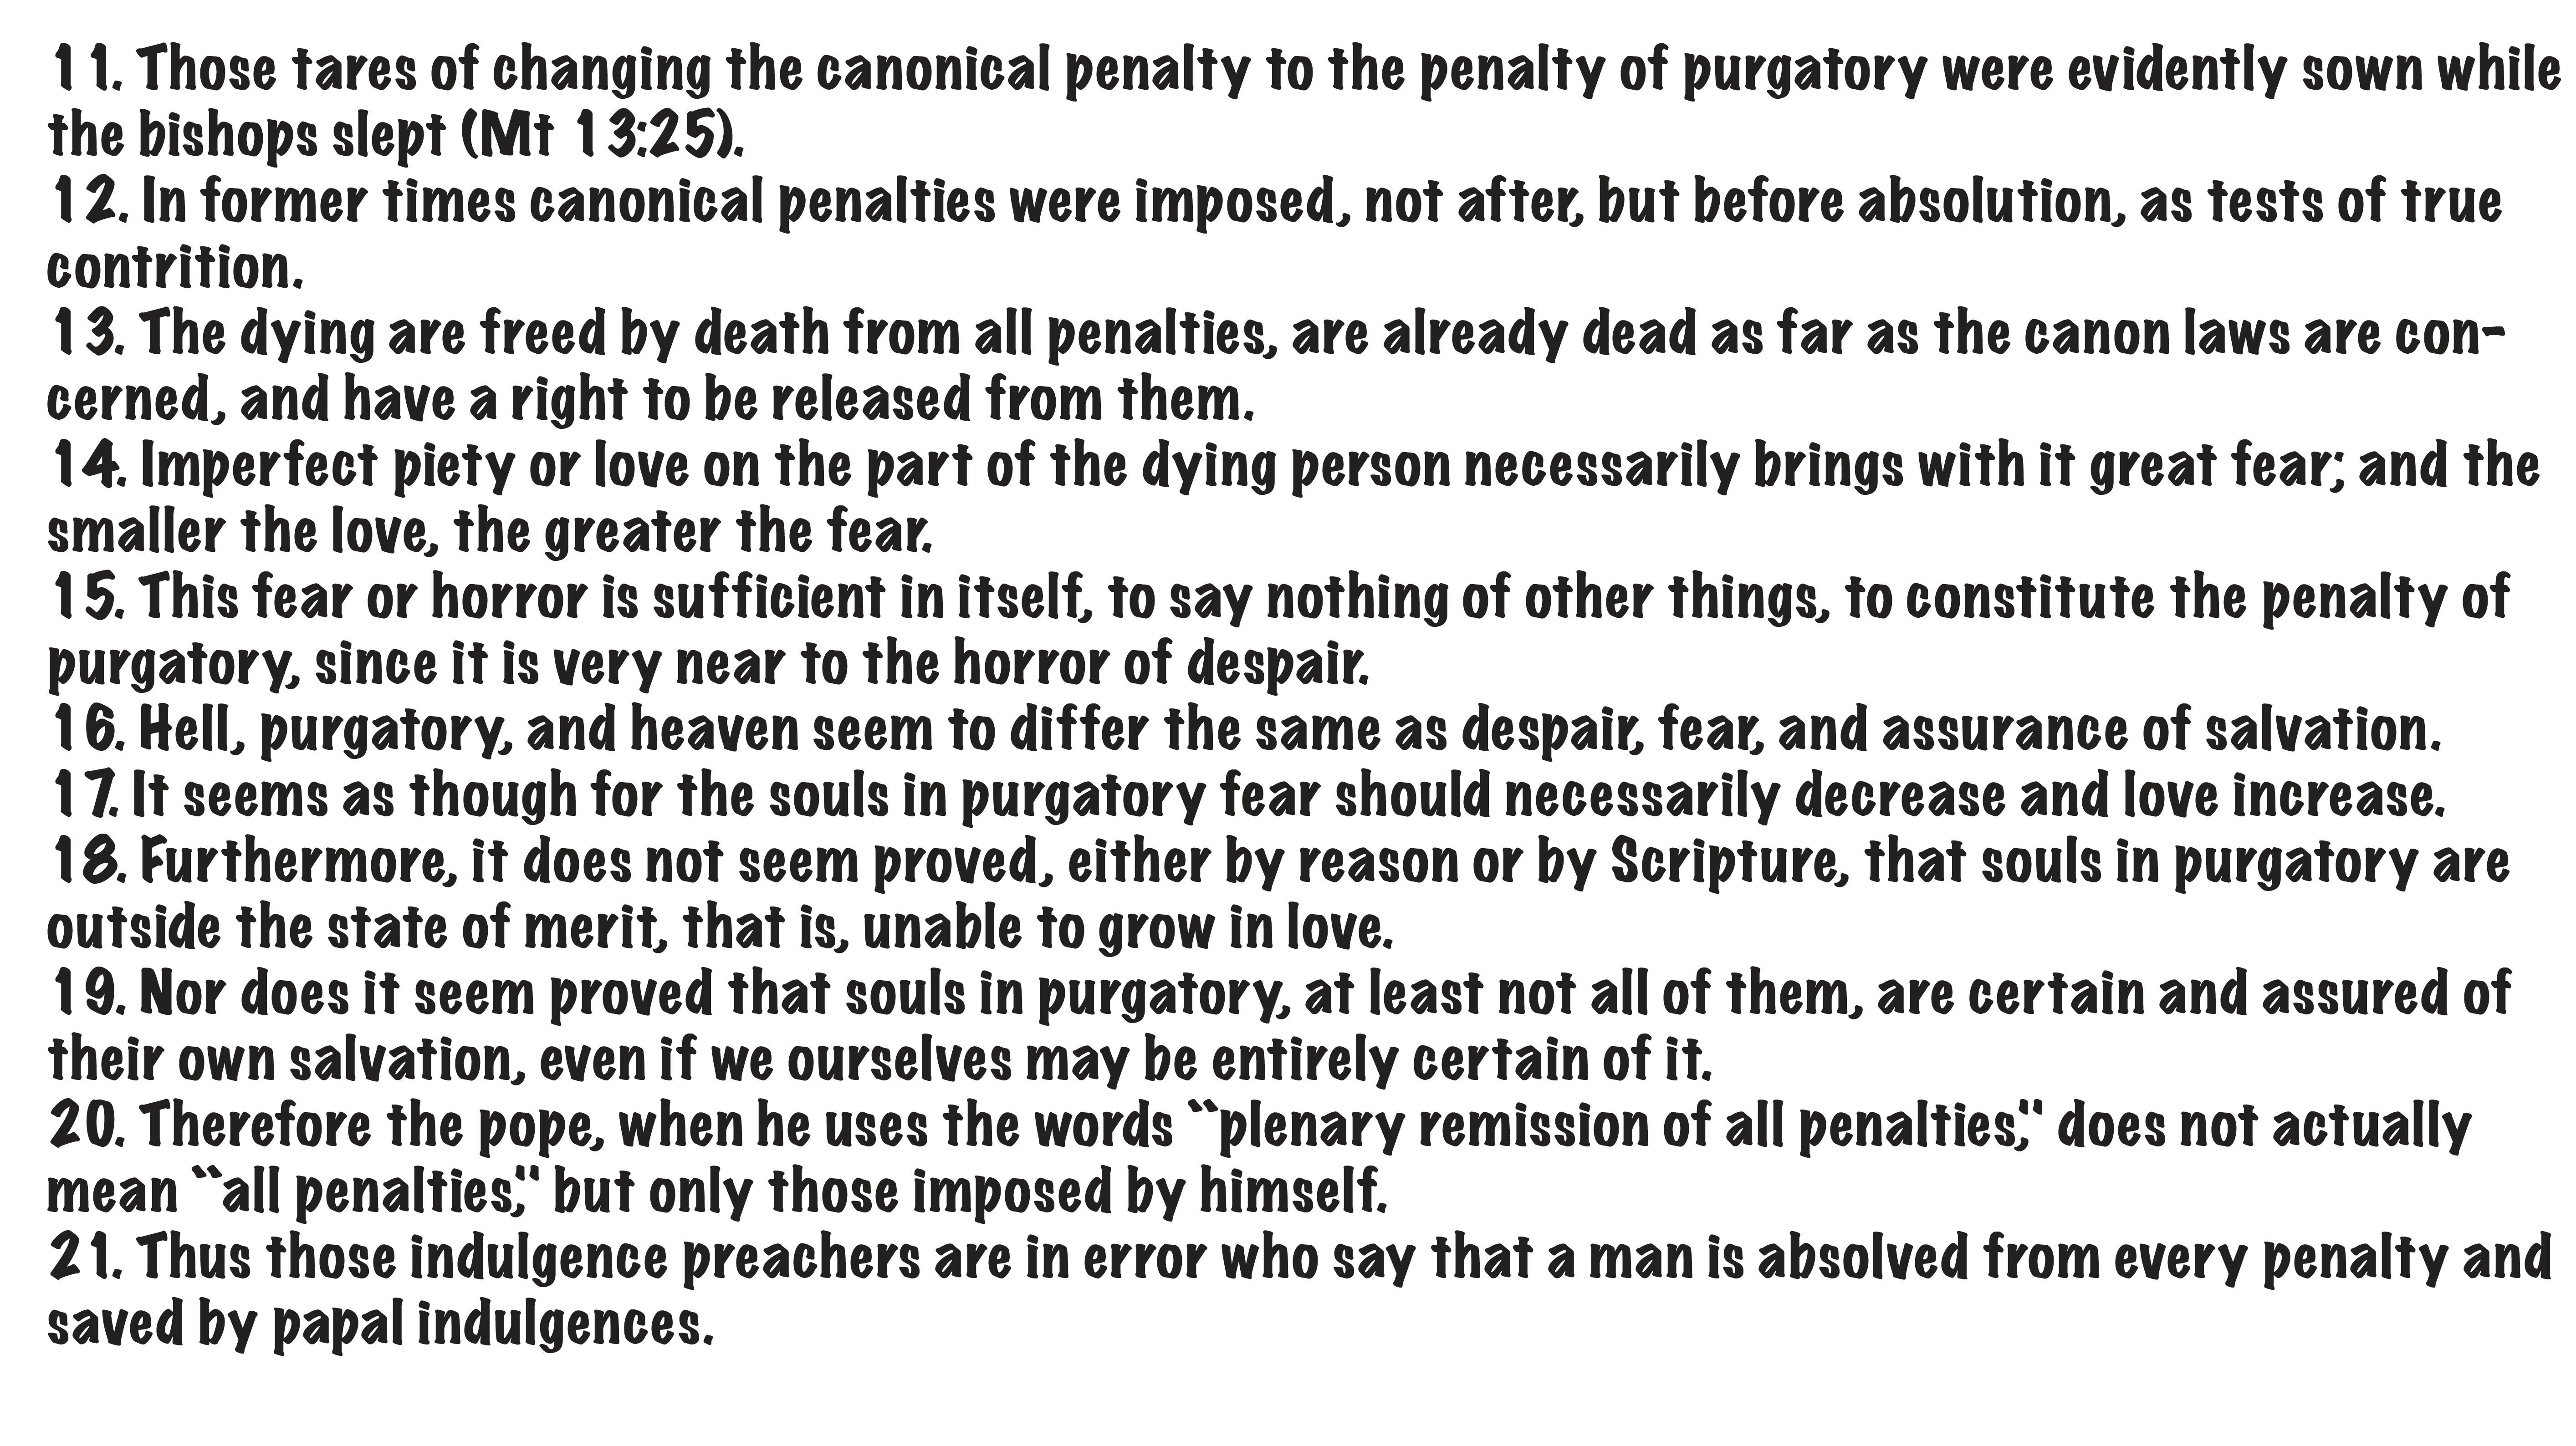 11. Those tares of changing the canonical penalty to the penalty of purgatory were evidently sown while
the bishops slept (Mt 13:25).
12. In former times canonical penalties were imposed, not after, but before absolution, as tests of true
contrition.
13. The dying are freed by death from all penalties, are already dead as far as the canon laws are con-
cerned, and have a right to be released from them.
14. Imperfect piety or love on the part of the dying person necessarily brings with it great fear; and the
smaller the love, the greater the fear.
15. This fear or horror is sufficient in itself, to say nothing of other things, to constitute the penalty of
purgatory, since it is very near to the horror of despair.
16. Hell, purgatory, and heaven seem to differ the same as despair, fear, and assurance of salvation.
17. It seems as though for the souls in purgatory fear should necessarily decrease and love increase.
18. Furthermore, it does not seem proved, either by reason or by Scripture, that souls in purgatory are
outside the state of merit, that is, unable to grow in love.
19. Nor does it seem proved that souls in purgatory, at least not all of them, are certain and assured of
their own salvation, even if we ourselves may be entirely certain of it.
20. Therefore the pope, when he uses the words ``plenary remission of all penalties,'' does not actually
mean ``all penalties,'' but only those imposed by himself.
21. Thus those indulgence preachers are in error who say that a man is absolved from every penalty and
saved by papal indulgences.